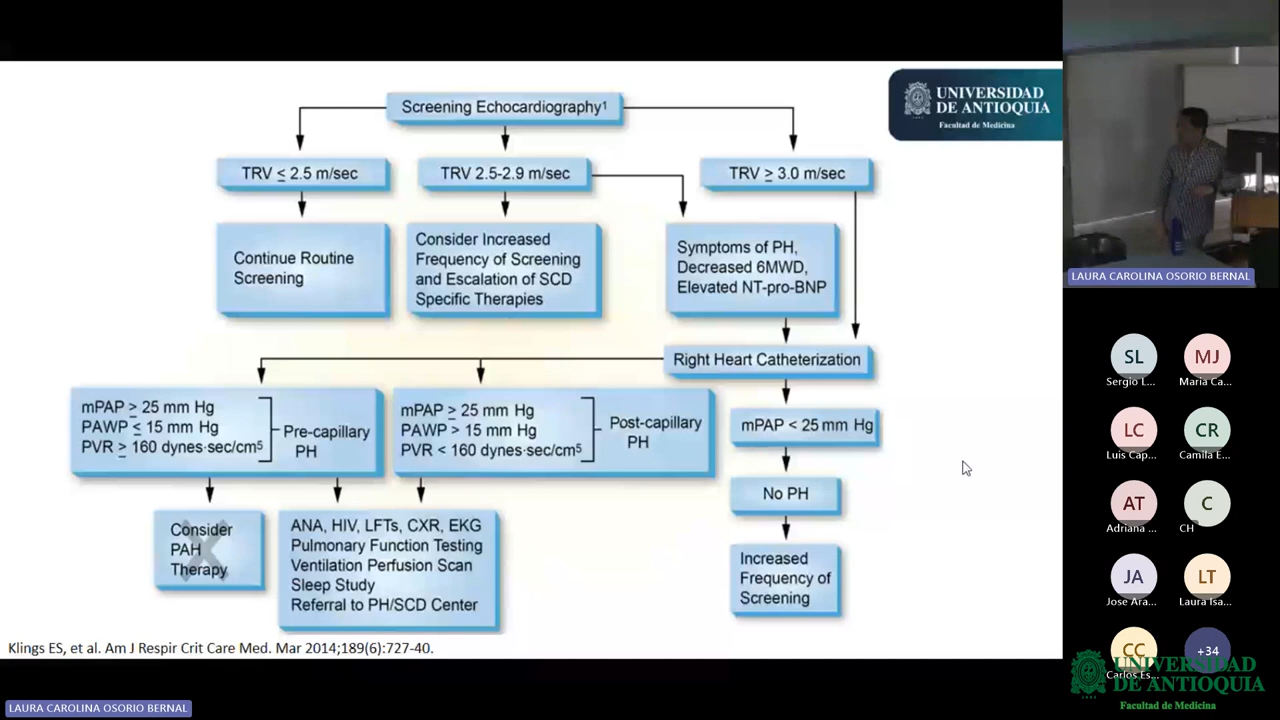 Screening Echocardiography1
UNIVERSIDAD
DE ANTIOQUIA
Facultad de Medicina
TRV ≤ 2.5 m/sec
TRV 2.5-2.9 m/sec
TRV ≥ 3.0 m/sec
Continue Routine
Screening
Consider Increased
Frequency of Screening
and Escalation of SCD
Specific Therapies
Symptoms of PH,
Decreased 6MWD,
Elevated NT-pro-BNP
Right Heart Catheterization
mPAP ≥ 25 mm Hg
PAWP ≤ 15 mm Hg
PVR ≥ 160 dynes·sec/cm5
Pre-capillary
PH
mPAP ≥ 25 mm Hg
PAWP > 15 mm Hg
PVR < 160 dynes·sec/cm5
Post-capillary
PH
mPAP < 25 mm Hg
No PH
Increased
Frequency of
Screening
Consider
PAH
Therapy
ANA, HIV, LFTs, CXR, EKG
Pulmonary Function Testing
Ventilation Perfusion Scan
Sleep Study
Referral to PH/SCD Center
Klings ES, et al. Am J Respir Crit Care Med. Mar 2014;189(6):727-40.
LAURA CAROLINA OSORIO BERNAL
LAURA CAROLINA OSORIO BERNAL
SL
Sergio L...
MJ
Maria Ca...
LC
Luis Cap...
CR
Camila E...
AT
Adriana ...
C
CH
JA
Jose Ara...
LT
Laura Isa...
CC
Carlos Es...
+34
UNIVERSIDAD
DE ANTIOQUIA
Facultad de Medicina